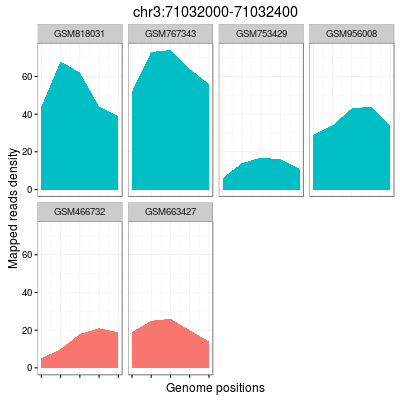 chr3:71032000-71032400
GSM818031 GSM767343 GSM753429 GSM956008
60
40
20
0
GSM466732 GSM663427
60
40
20
0
Mapped reads density
Genome positions